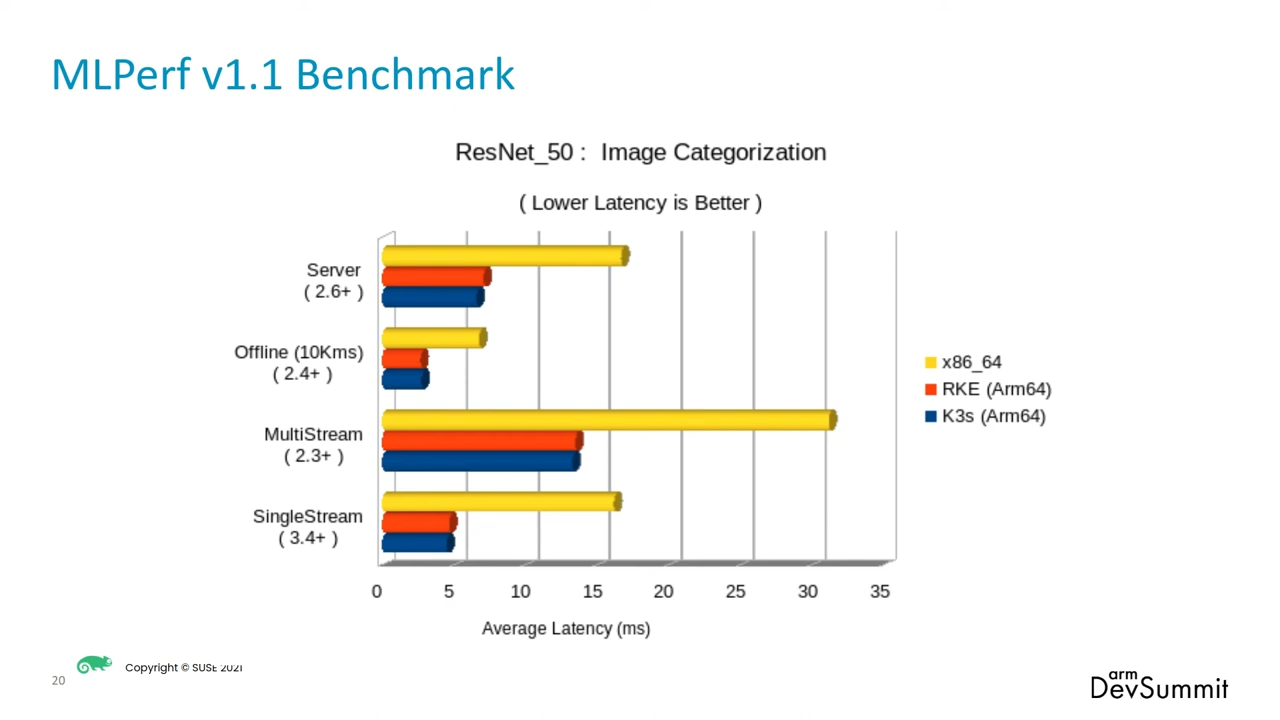 MLPerf v1.1 Benchmark
ResNet_50 : Image Categorization
( Lower Latency is Better )
Server
( 2.6+ )
Offline (10Kms)
( 2.4+ )
MultiStream
( 2.3+ )
SingleStream
( 3.4+ )
x86_64
RKE (Arm64)
K3s (Arm64)
0 5 10 15 20 25 30 35
Average Latency (ms)
Copyright © SUSE 2021
20
arm
DevSummit